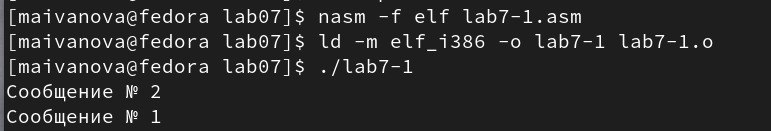 [maivanova@fedora lab07]$ nasm -f elf lab7-1.asm
[maivanova@fedora lab07]$ ld -m elf_i386 -o lab7-1 lab7-1.o
[maivanova@fedora lab07]$ ./lab7-1
Сообщение № 2
Сообщение № 1